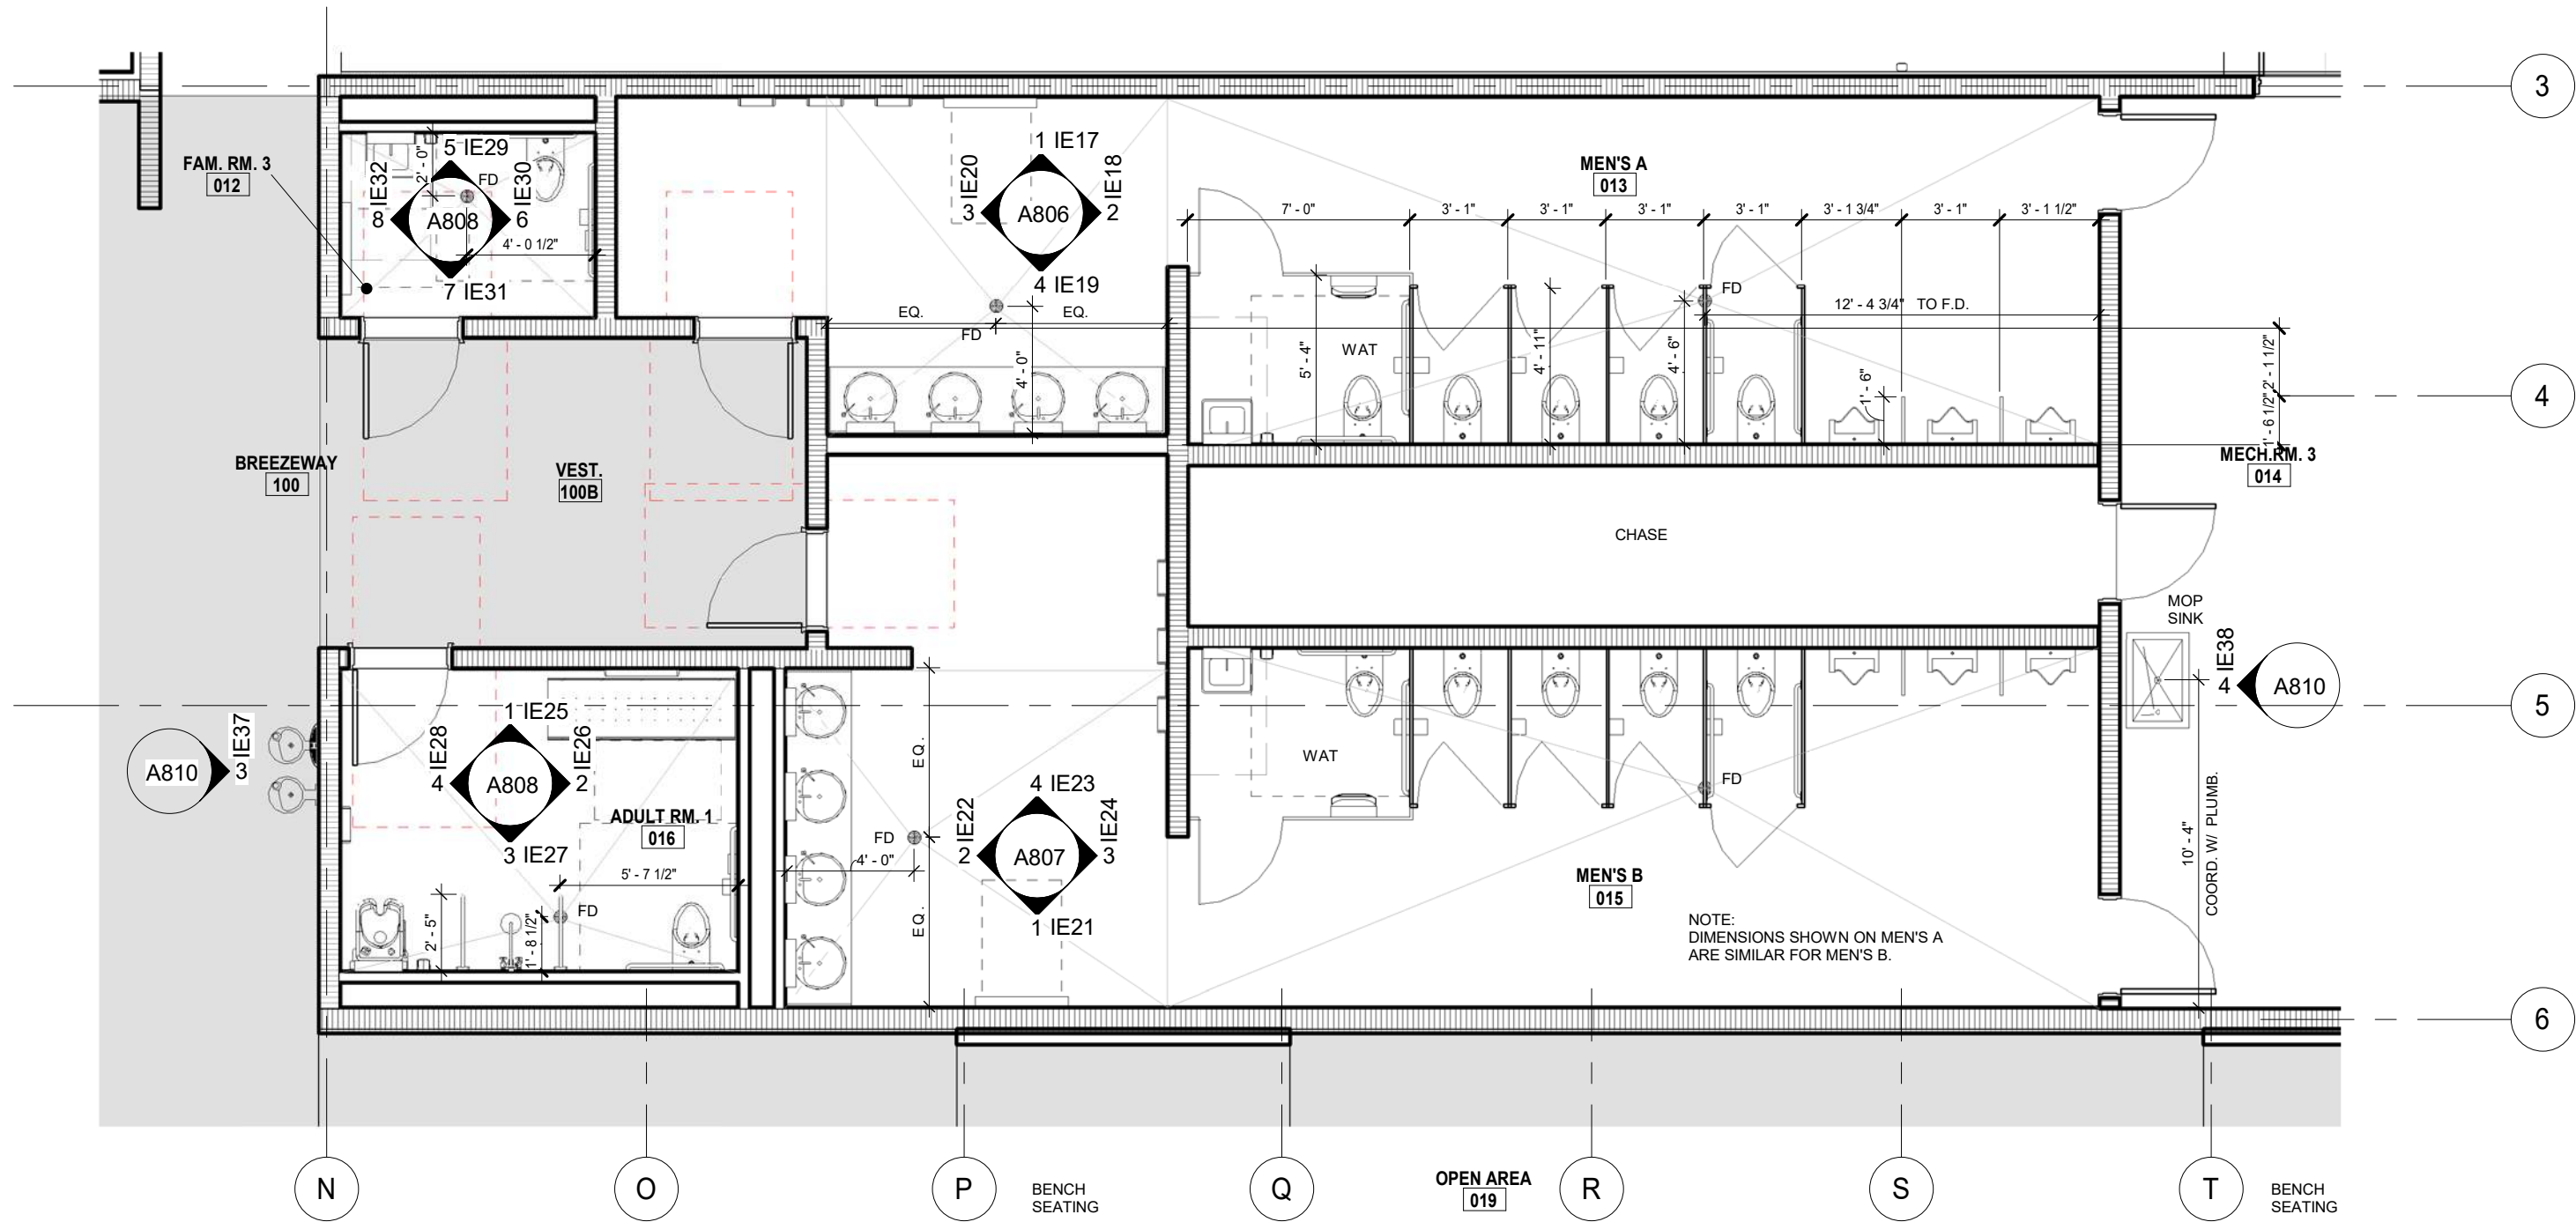 3
FAM. RM. 3
012
5 IE29
IE32
8
IE30
6
A808
7 IE31
2' - 0"
FD
4' - 0 1/2"
1 IE17
IE20
3
IE18
2
A806
4 IE19
EQ.
EQ.
FD
4' - 0"
MEN'S A
013
7' - 0"
3' - 1"
3' - 1"
3' - 1"
3' - 1"
3' - 1 3/4"
3' - 1"
3' - 1 1/2"
FD
12' - 4 3/4" TO F.D.
WAT
5' - 4"
4' - 11"
4' - 6"
1' - 6"
2' - 1 1/2"
1' - 6 1/2"
4
BREEZEWAY
100
VEST.
100B
MECH.RM. 3
014
CHASE
MOP
SINK
IE38
4
A810
5
A810
IE37
3
1 IE25
IE28
4
IE26
2
A808
3 IE27
ADULT RM. 1
016
5' - 7 1/2"
FD
2' - 5"
1' - 8 1/2"
EQ.
EQ.
FD
4' - 0"
4 IE23
IE22
2
IE24
3
A807
1 IE21
WAT
FD
MEN'S B
015
NOTE:
DIMENSIONS SHOWN ON MEN'S A
ARE SIMILAR FOR MEN'S B.
10' - 4"
COORD. W/ PLUMB.
6
N
O
P
BENCH
SEATING
Q
OPEN AREA
019
R
S
T
BENCH
SEATING